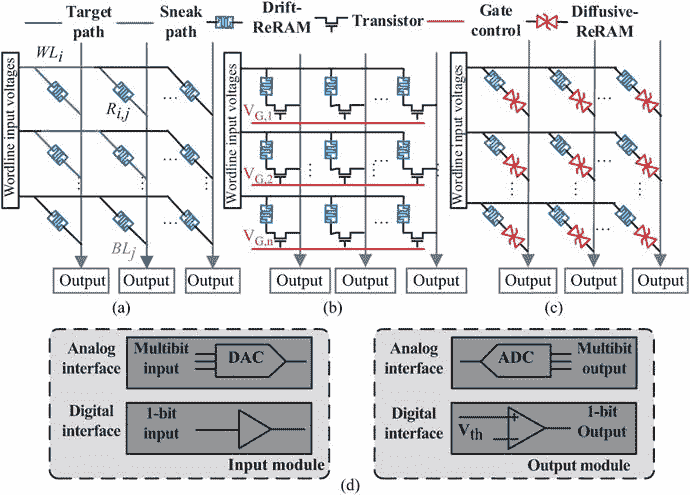 Target path
Sneak path
Drift-ReRAM
Transistor
Gate control
Diffusive-ReRAM
Wordline input voltages
WLi
Ri,j
...
...
...
BLj
Output
Output
Output
(a)
Wordline input voltages
VG,1
VG,2
VG,n
...
...
...
Output
Output
Output
(b)
Wordline input voltages
...
...
...
Output
Output
Output
(c)
Analog interface
Multibit input
DAC
Digital interface
1-bit input
Input module
Analog interface
ADC
Multibit output
Digital interface
Vth
+
−
1-bit Output
Output module
(d)